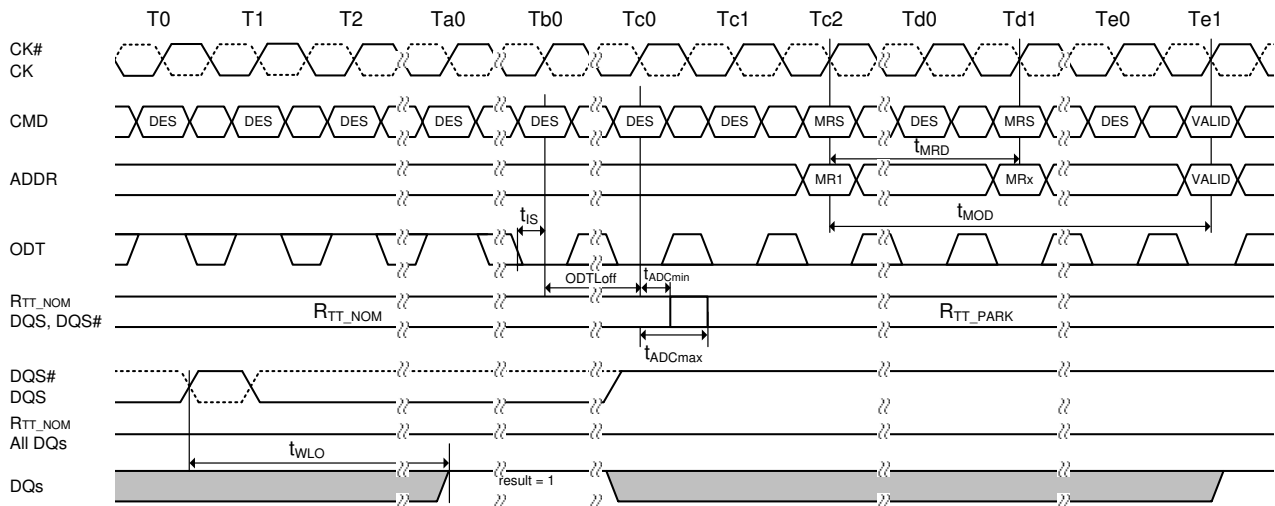 T0 T1 T2 Ta0 Tb0 Tc0 Tc1 Tc2 Td0 Td1 Te0 Te1
CK#
CK
CMD DES DES DES DES DES DES DES MRS DES MRS DES VALID
tMRD
ADDR MR1 MRx VALID
tIS
tMOD
ODT
ODTLoff tADCmin
RTT_NOM
DQS, DQS#
RTT_NOM RTT_PARK
tADCmax
DQS#
DQS
RTT_NOM
All DQs
tWLO
DQs
result = 1